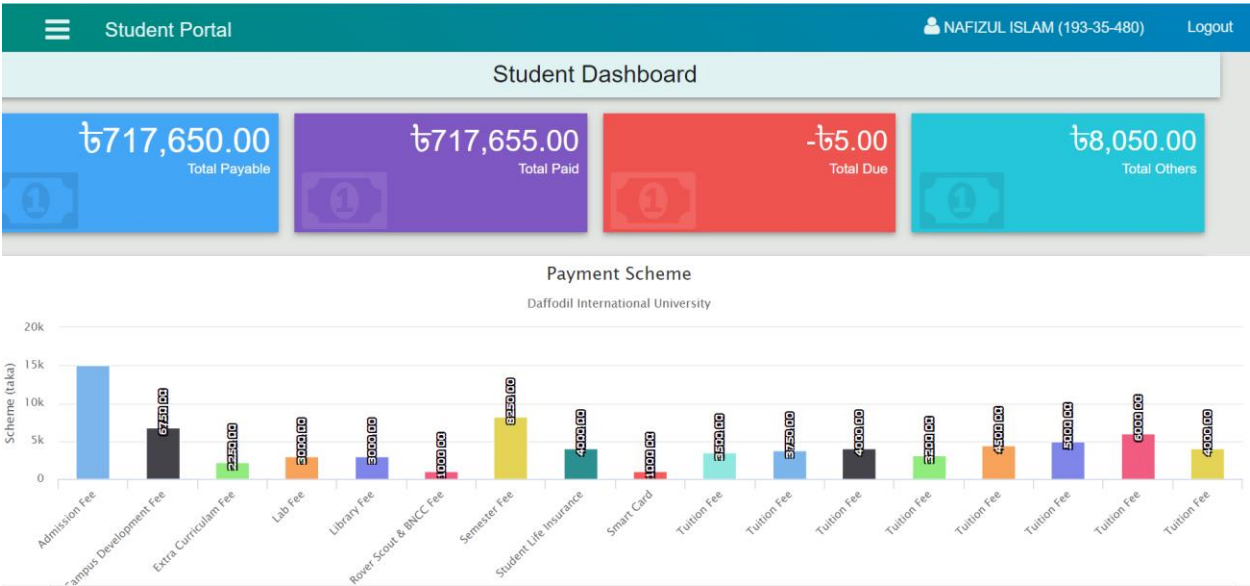 Student Portal
NAFIZUL ISLAM (193-35-480)
Logout
Student Dashboard
৳717,650.00
Total Payable
৳717,655.00
Total Paid
-৳5.00
Total Due
৳8,050.00
Total Others
1
1
1
1
Payment Scheme
Daffodil International University
Scheme (taka)
20k
15k
10k
5k
0
6750.00
2250.00
3000.00
3000.00
1000.00
8250.00
4000.00
1000.00
3500.00
3750.00
4000.00
4500.00
5000.00
6000.00
4000.00
Admission Fee
Campus Development Fee
Extra Curriculam Fee
Lab Fee
Library Fee
Rover Scout & BNCC Fee
Semester Fee
Student Life Insurance
Smart Card
Tuition Fee
Tuition Fee
Tuition Fee
Tuition Fee
Tuition Fee
Tuition Fee
Tuition Fee
Tuition Fee